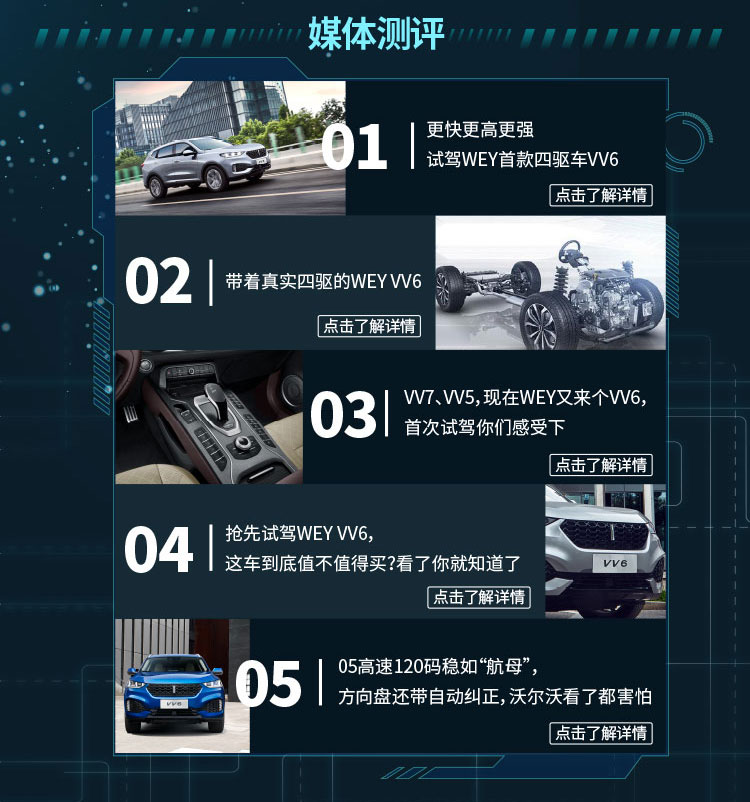 媒体测评
01
更快更高更强
试驾WEY首款四驱车VV6
点击了解详情
02
带着真实四驱的WEY VV6
点击了解详情
03
VV7、VV5，现在WEY又来个VV6，
首次试驾你们感受下
点击了解详情
04
抢先试驾WEY VV6，
这车到底值不值得买？看了你就知道了
点击了解详情
VV6
05
05高速120码稳如“航母”，
方向盘还带自动纠正，沃尔沃看了都害怕
点击了解详情
VV6